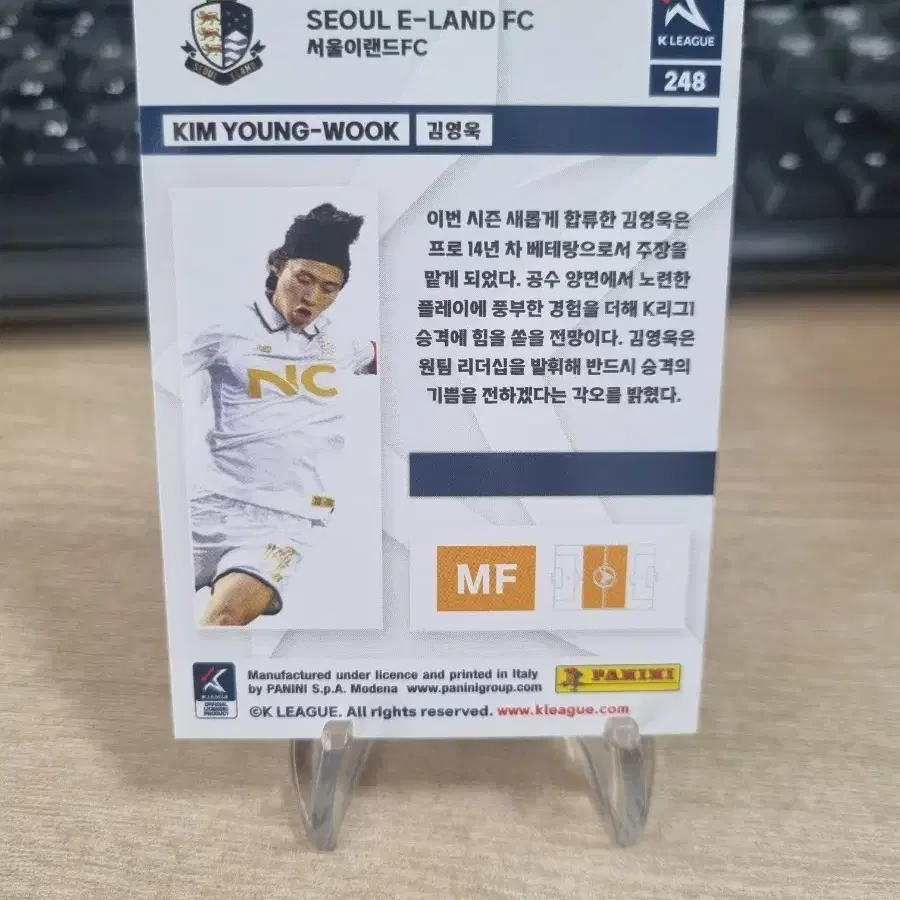 SEOUL E-LAND FC
서울이랜드FC
SEOUL E-LAND
K LEAGUE
248
KIM YOUNG-WOOK 김영욱
이번 시즌 새롭게 합류한 김영욱은
프로 14년 차 베테랑으로서 주장을
맡게 되었다. 공수 양면에서 노련한
플레이에 풍부한 경험을 더해 K리그1
승격에 힘을 쏟을 전망이다. 김영욱은
원팀 리더십을 발휘해 반드시 승격의
기쁨을 전하겠다는 각오를 밝혔다.
NC
MF
K LEAGUE
OFFICIAL
LICENSED
PRODUCT
Manufactured under licence and printed in Italy
by PANINI S.p.A. Modena www.paninigroup.com
PANINI
©K LEAGUE. All rights reserved. www.kleague.com